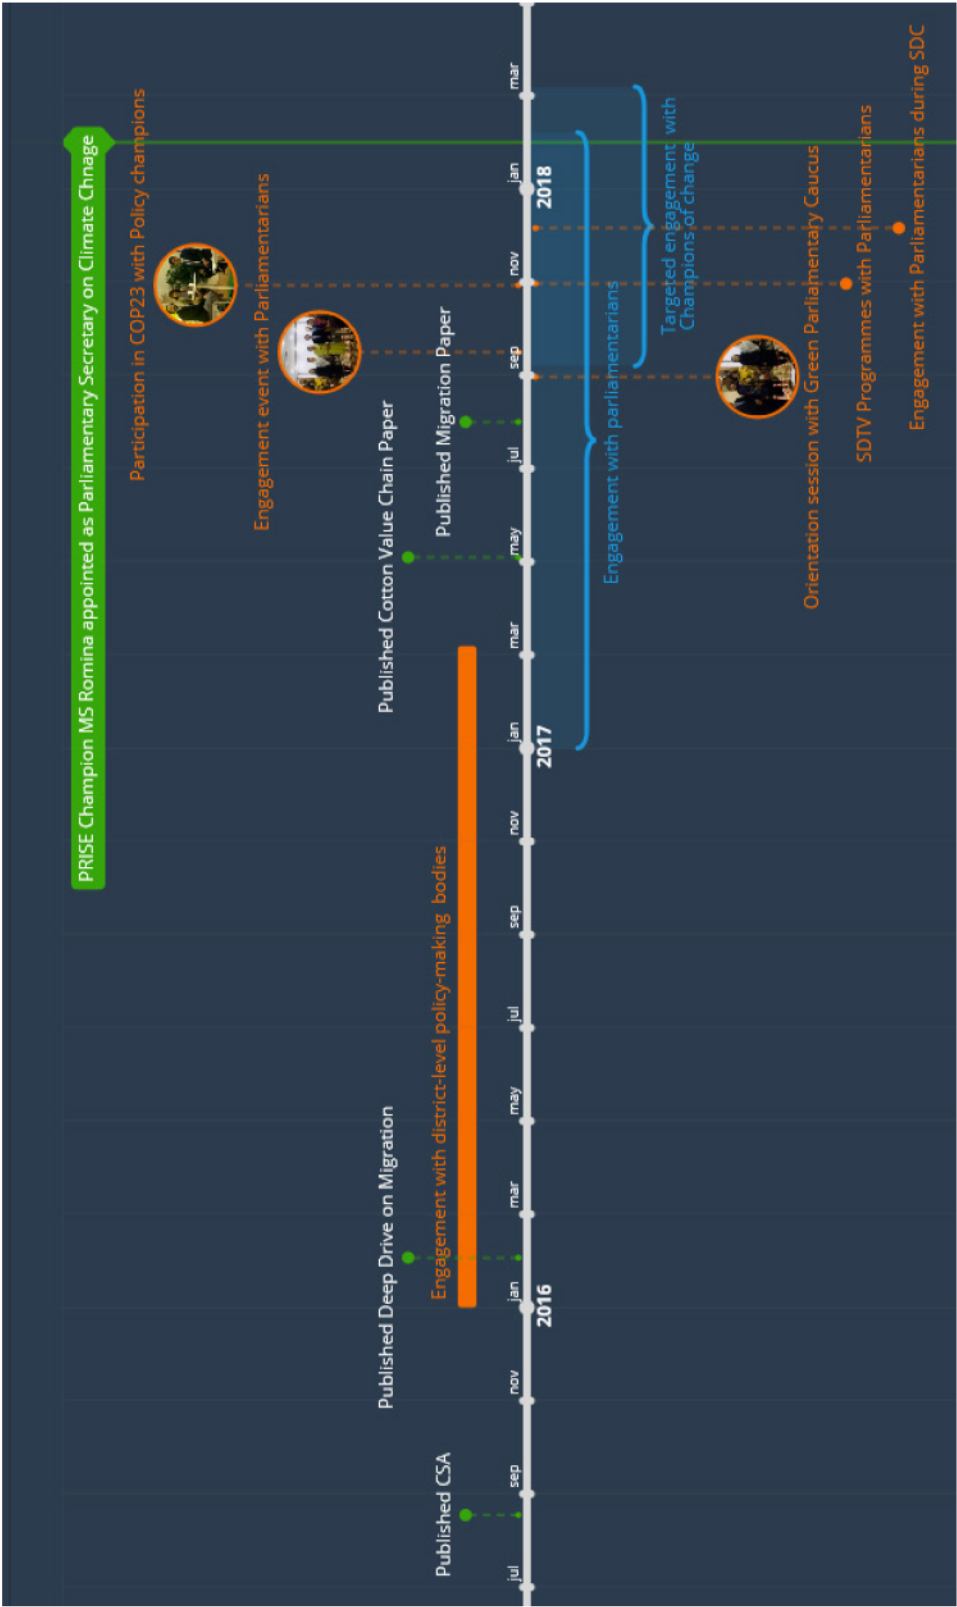 PRISE Champion MS Romina appointed as Parliamentary Secretary on Climate Chnage
Participation in COP23 with Policy champions
Engagement event with Parliamentarians
Published Deep Drive on Migration
Published Cotton Value Chain Paper
Published CSA
Engagement with district-level policy-making bodies
Published Migration Paper
jul
sep
nov
jan
mar
may
jul
sep
nov
jan
mar
may
jul
sep
nov
jan
mar
2016
2017
2018
Engagement with parliamentarians
Targeted engagement with
Champions of change
Orientation session with Green Parliamentary Caucus
SDTV Programmes with Parliamentarians
Engagement with Parliamentarians during SDC